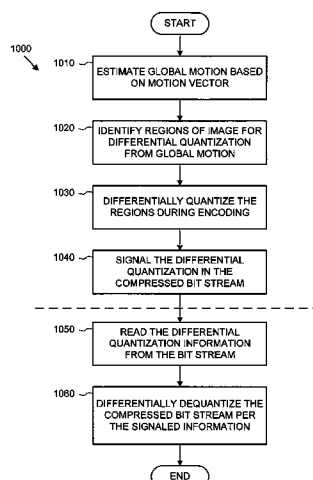 START
1000
1010
ESTIMATE GLOBAL MOTION BASED
ON MOTION VECTOR
1020
IDENTIFY REGIONS OF IMAGE FOR
DIFFERENTIAL QUANTIZATION
FROM GLOBAL MOTION
1030
DIFFERENTIALLY QUANTIZE THE
REGIONS DURING ENCODING
1040
SIGNAL THE DIFFERENTIAL
QUANTIZATION IN THE
COMPRESSED BIT STREAM
1050
READ THE DIFFERENTIAL
QUANTIZATION INFORMATION
FROM THE BIT STREAM
1060
DIFFERENTIALLY DEQUANTIZE THE
COMPRESSED BIT STREAM PER
THE SIGNALED INFORMATION
END